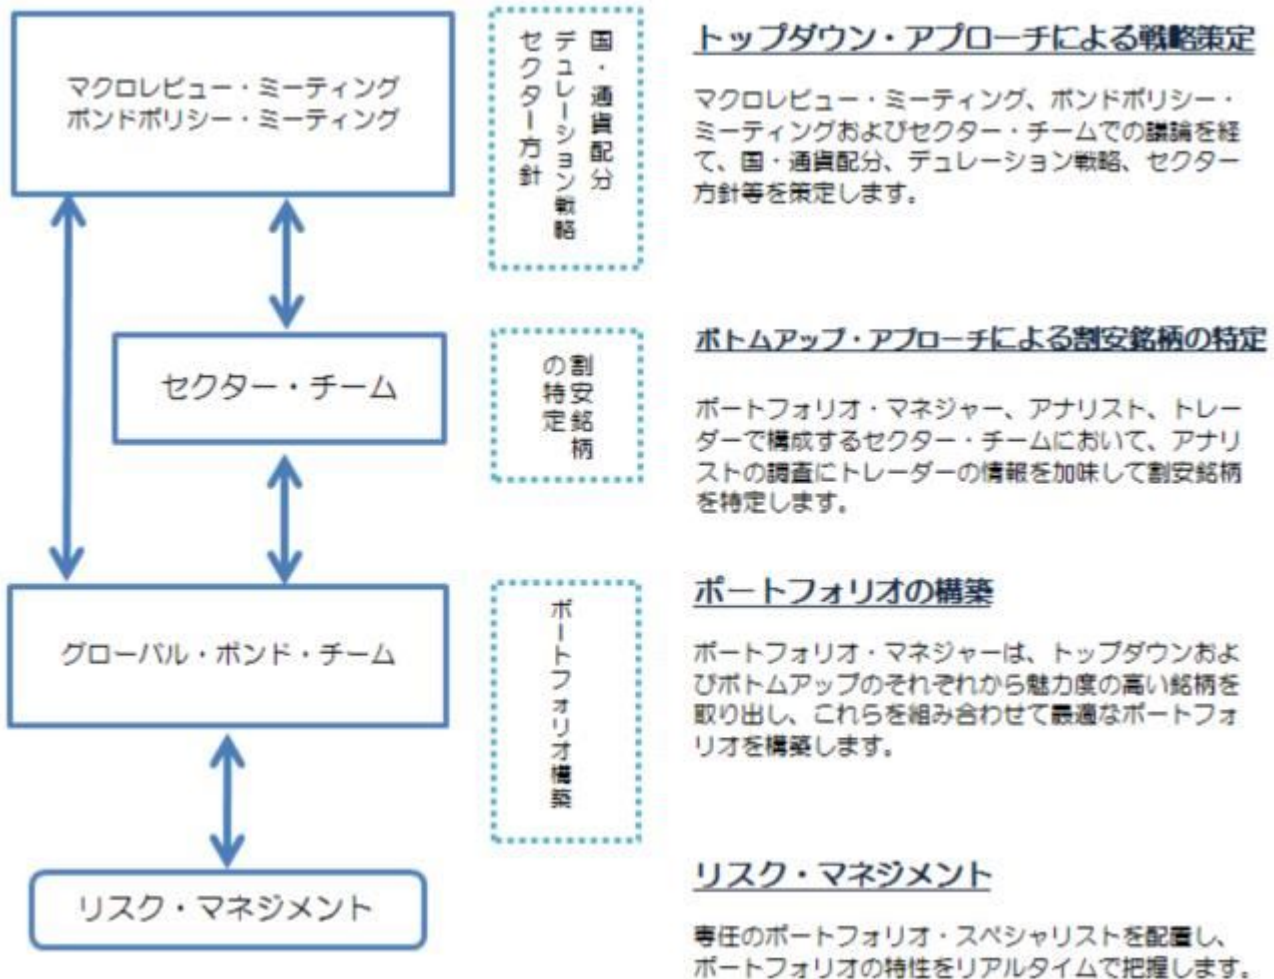 マクロレビュー・ミーティング
ボンドポリシー・ミーティング
国・通貨配分
デュレーション戦略
セクター方針
トップダウン・アプローチによる戦略策定
マクロレビュー・ミーティング、ボンドポリシー・
ミーティングおよびセクター・チームでの議論を経
て、国・通貨配分、デュレーション戦略、セクター
方針等を策定します。
セクター・チーム
割安銘柄
の特定
ボトムアップ・アプローチによる割安銘柄の特定
ポートフォリオ・マネジャー、アナリスト、トレー
ダーで構成するセクター・チームにおいて、アナリ
ストの調査にトレーダーの情報を加味して割安銘柄
を特定します。
グローバル・ボンド・チーム
ポートフォリオ構築
ポートフォリオの構築
ポートフォリオ・マネジャーは、トップダウンおよ
びボトムアップのそれぞれから魅力度の高い銘柄を
取り出し、これらを組み合わせて最適なポートフォ
リオを構築します。
リスク・マネジメント
リスク・マネジメント
専任のポートフォリオ・スペシャリストを配置し、
ポートフォリオの特性をリアルタイムで把握します。